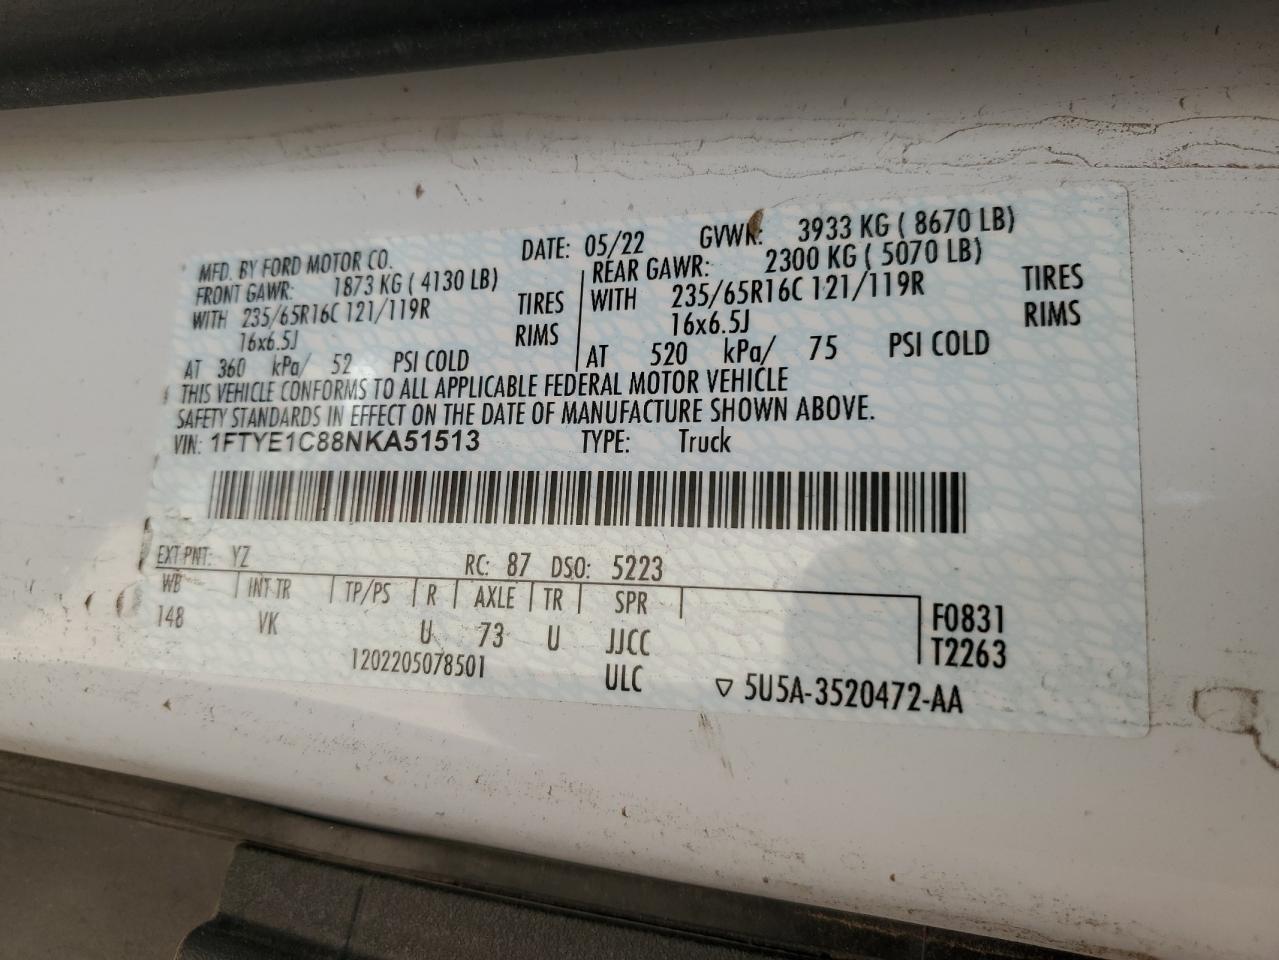 MFD. BY FORD MOTOR CO. DATE: 05/22 GVWR: 3933 KG ( 8670 LB)
FRONT GAWR: 1873 KG ( 4130 LB) REAR GAWR: 2300 KG ( 5070 LB)
WITH 235/65R16C 121/119R TIRES WITH 235/65R16C 121/119R TIRES
16x6.5J RIMS 16x6.5J RIMS
AT 360 kPa/ 52 PSI COLD AT 520 kPa/ 75 PSI COLD
THIS VEHICLE CONFORMS TO ALL APPLICABLE FEDERAL MOTOR VEHICLE
SAFETY STANDARDS IN EFFECT ON THE DATE OF MANUFACTURE SHOWN ABOVE.
VIN: 1FTYE1C88NKA51513 TYPE: Truck
EXT PNT: YZ RC: 87 DSO: 5223
WB INT TR TP/PS R AXLE TR SPR F0831
148 VK U 73 U JJCC T2263
1202205078501 ULC ▽ 5U5A-3520472-AA